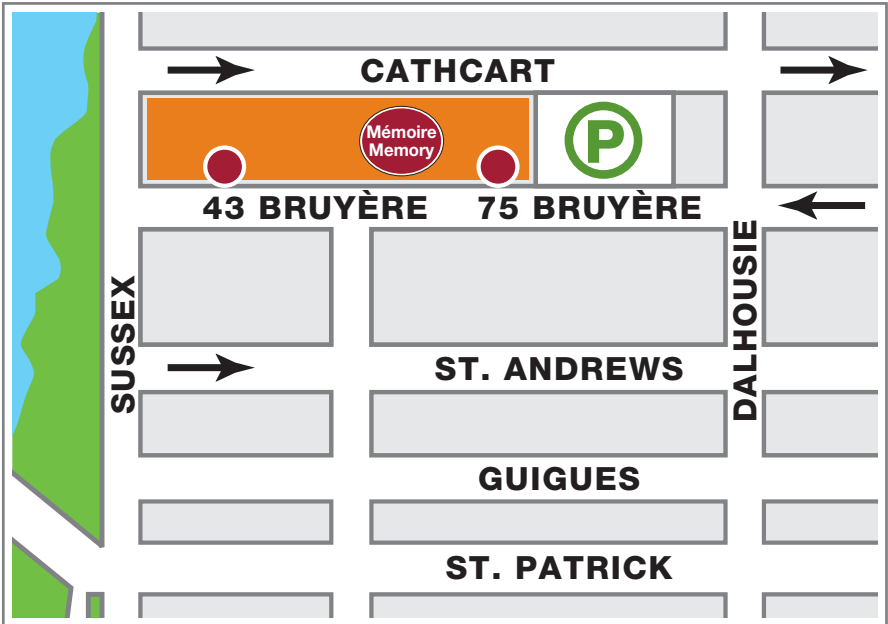 CATHCART
Mémoire
Memory
P
43 BRUYÈRE
75 BRUYÈRE
SUSSEX
DALHOUSIE
ST. ANDREWS
GUIGUES
ST. PATRICK